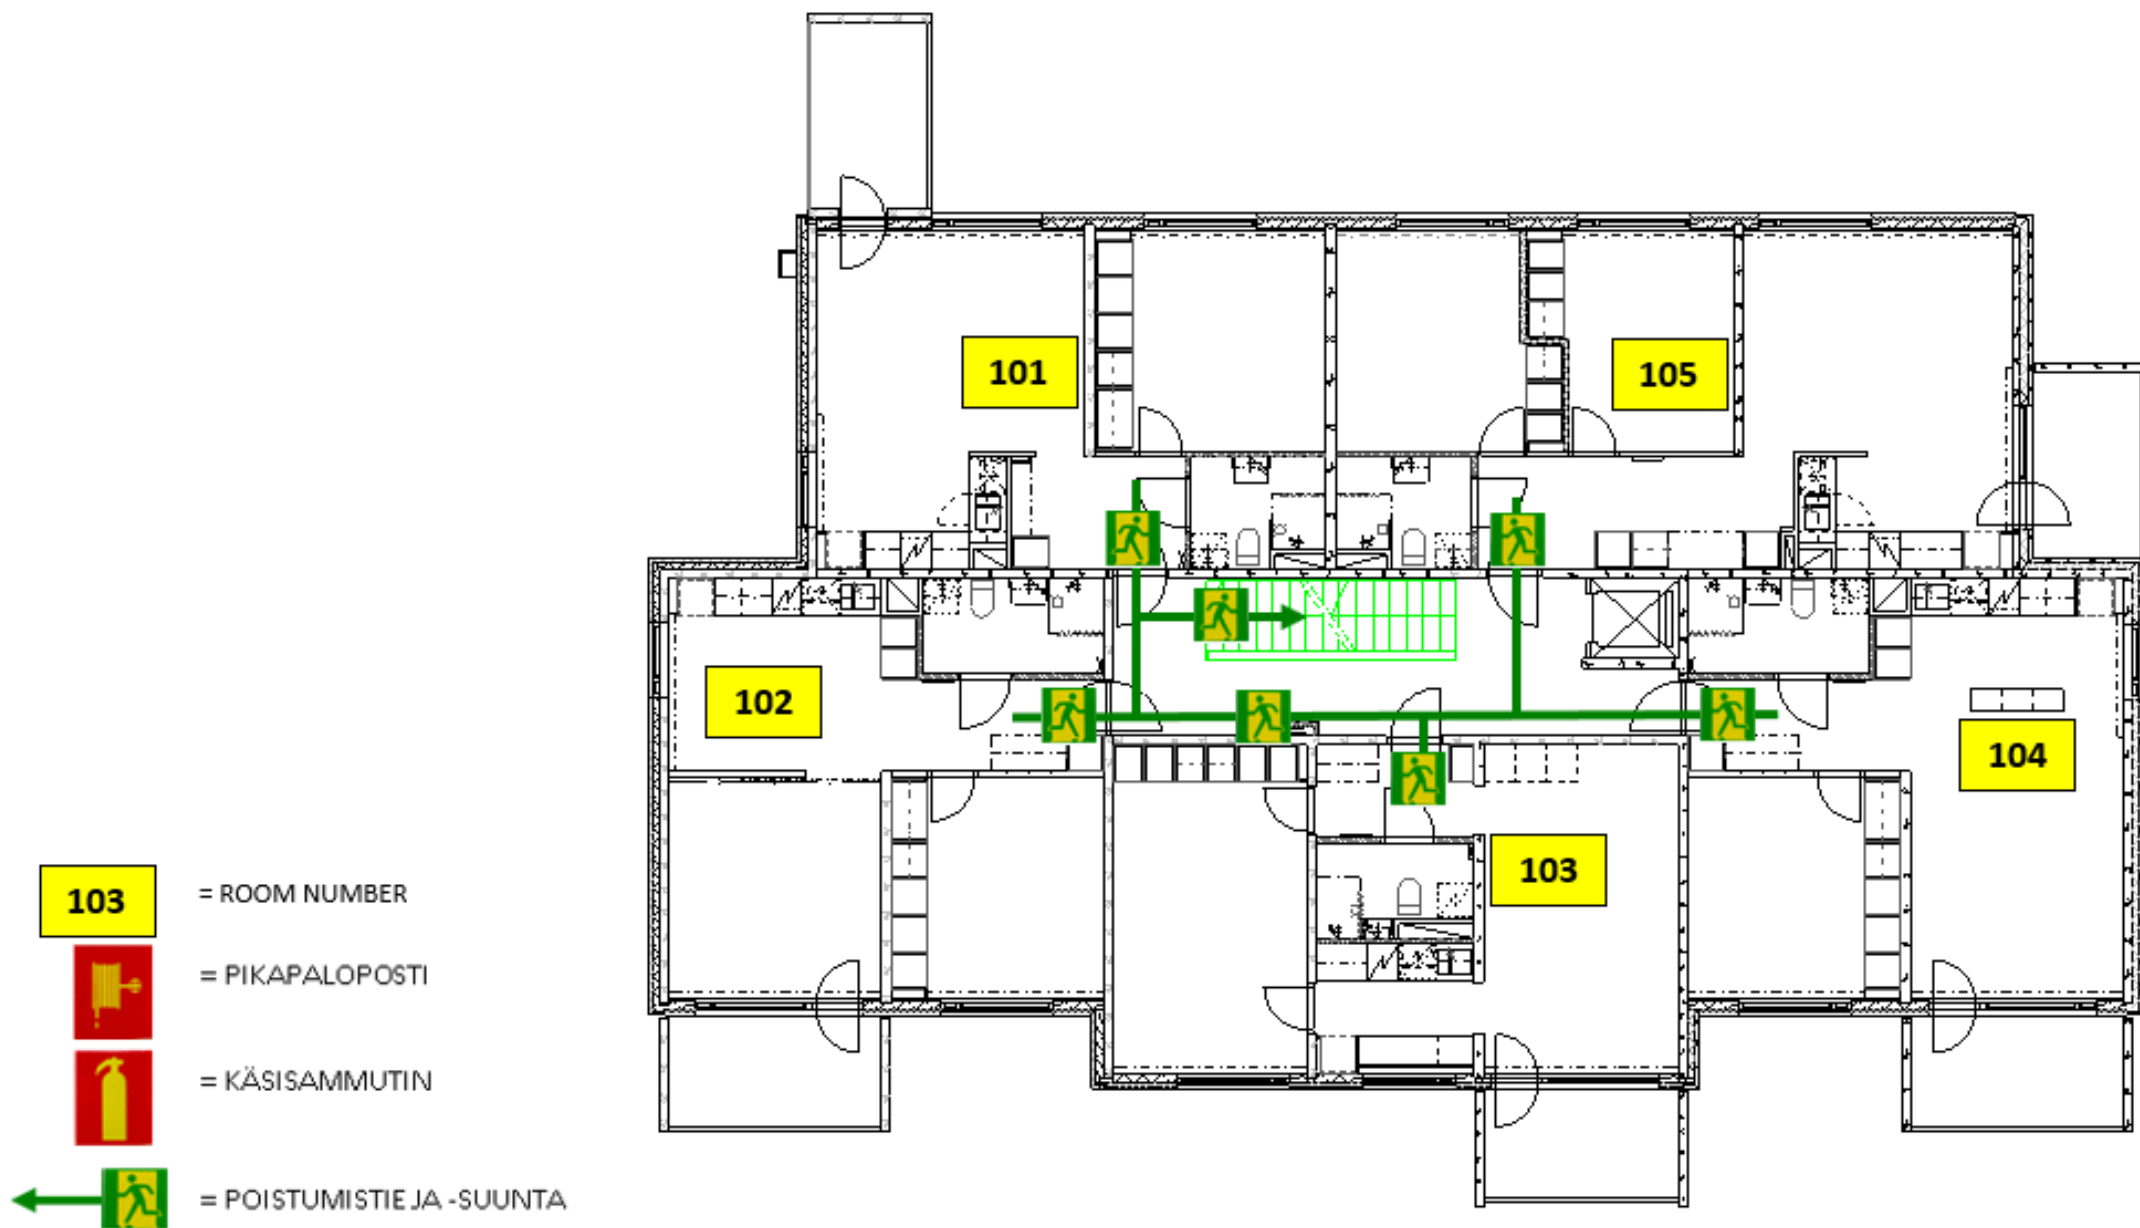 101
105
102
104
103
103 = ROOM NUMBER
= PIKAPALOPOSTI
= KÄSISAMMUTIN
= POISTUMISTIE JA -SUUNTA